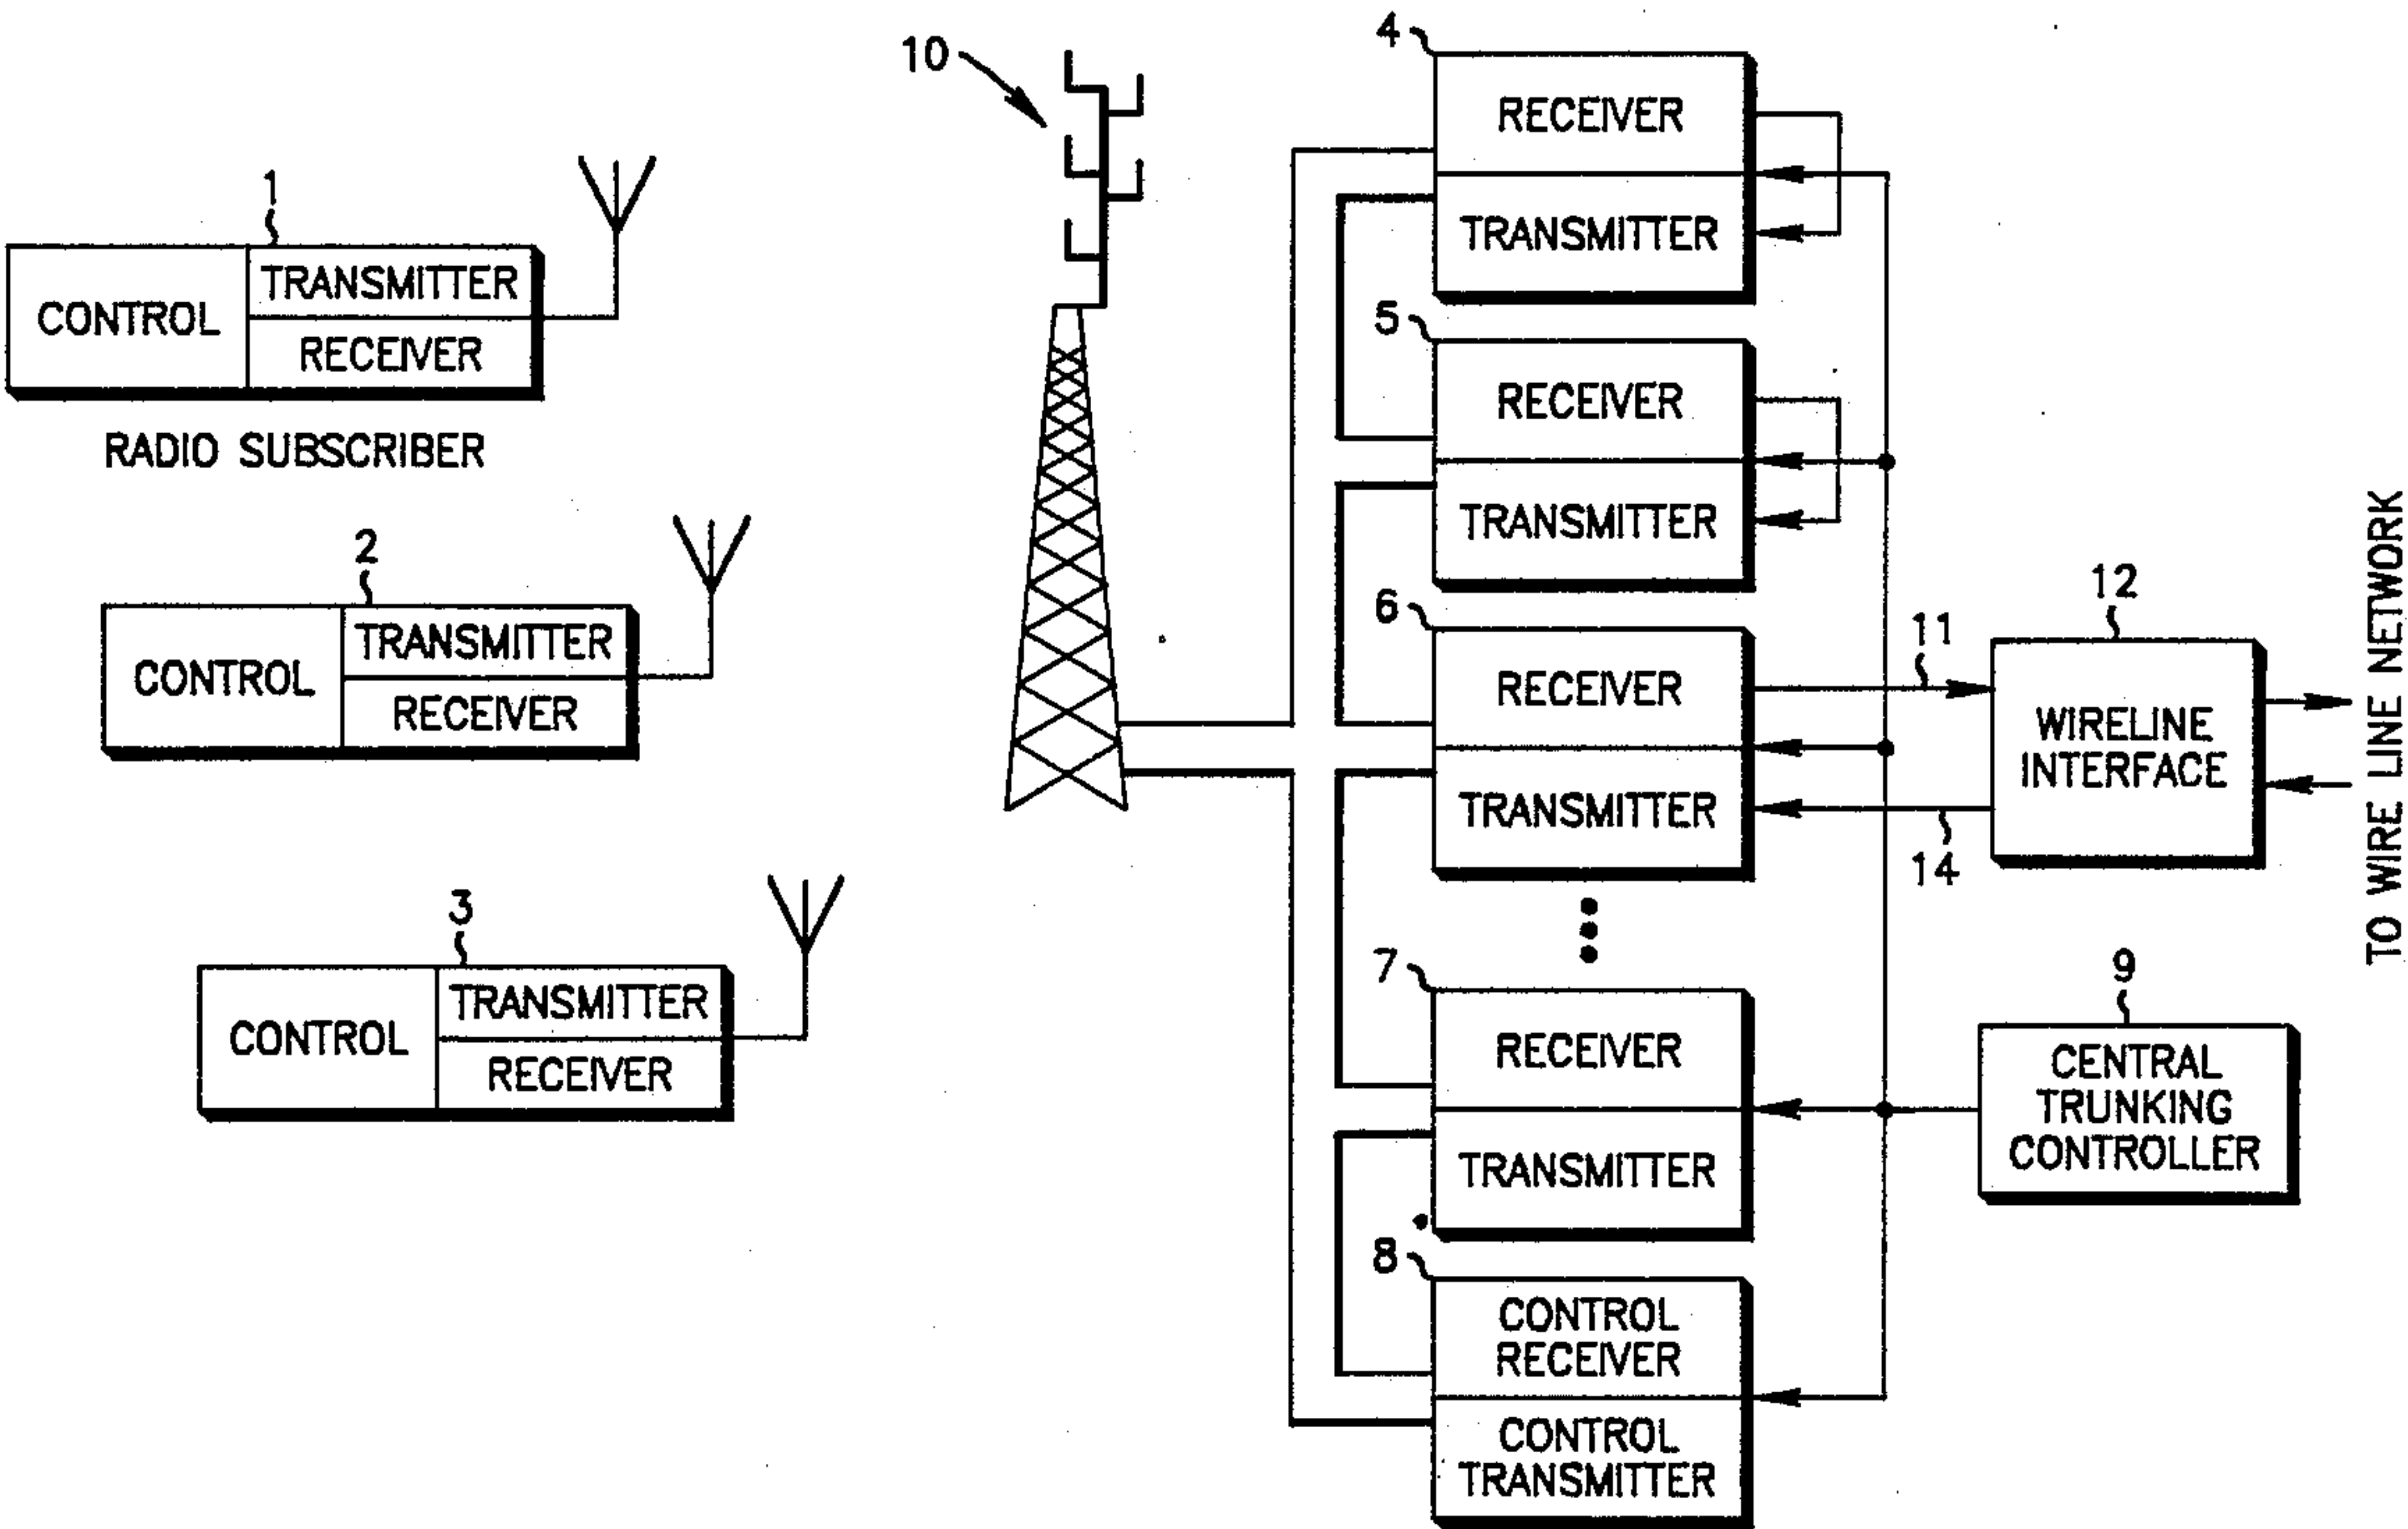 1
CONTROL
TRANSMITTER
RECEIVER
RADIO SUBSCRIBER
2
CONTROL
TRANSMITTER
RECEIVER
3
CONTROL
TRANSMITTER
RECEIVER
10
4
RECEIVER
TRANSMITTER
5
RECEIVER
TRANSMITTER
6
RECEIVER
TRANSMITTER
7
RECEIVER
TRANSMITTER
8
CONTROL
RECEIVER
CONTROL
TRANSMITTER
11
14
12
WIRELINE
INTERFACE
9
CENTRAL
TRUNKING
CONTROLLER
TO WIRE LINE NETWORK